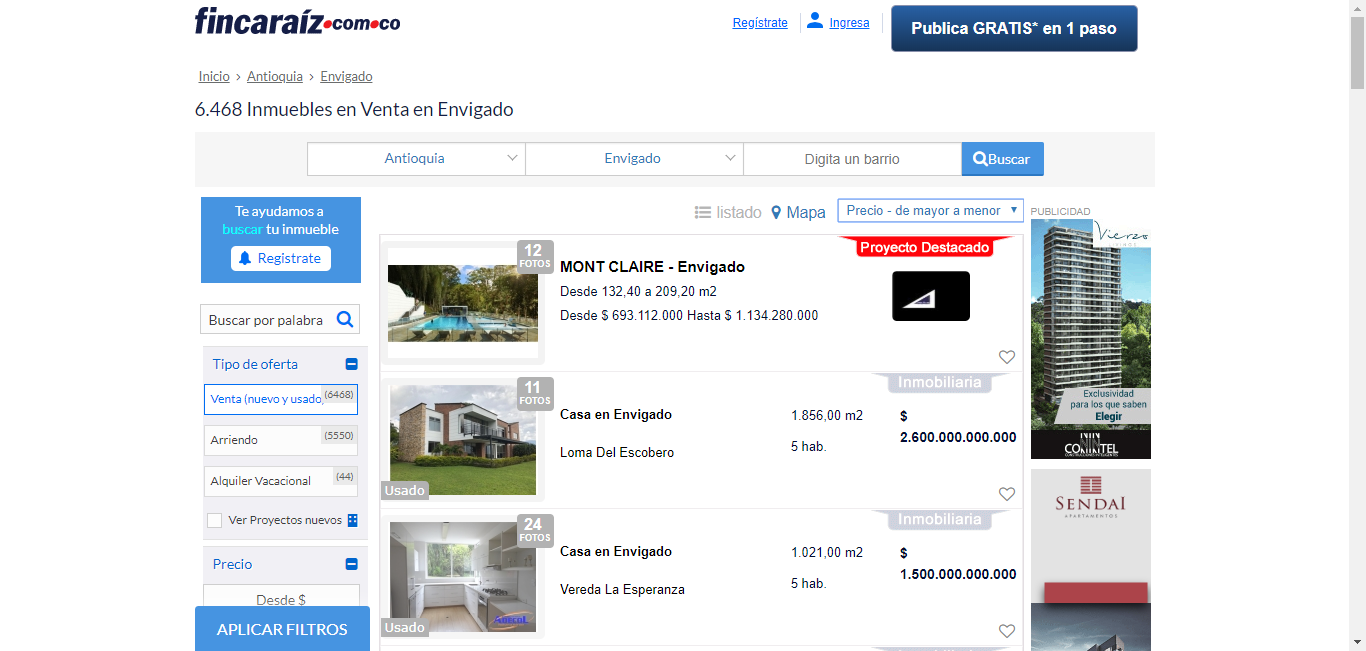 fincaraíz.com.co
Regístrate
Ingresa
Publica GRATIS* en 1 paso
Inicio > Antioquia > Envigado
6.468 Inmuebles en Venta en Envigado
Antioquia
Envigado
Digita un barrio
Buscar
Te ayudamos a
buscar tu inmueble
Registrate
listado
Mapa
Precio - de mayor a menor
PUBLICIDAD
Buscar por palabra
Tipo de oferta
Venta (nuevo y usado)
(6468)
Arriendo
(5550)
Alquiler Vacacional
(44)
Ver Proyectos nuevos
Precio
Desde $
APLICAR FILTROS
12
FOTOS
MONT CLAIRE - Envigado
Desde 132,40 a 209,20 m2
Desde $ 693.112.000 Hasta $ 1.134.280.000
Proyecto Destacado
11
FOTOS
Usado
Casa en Envigado
Loma Del Escobero
1.856,00 m2
5 hab.
Inmobiliaria
$
2.600.000.000.000
24
FOTOS
Usado
Casa en Envigado
Vereda La Esperanza
1.021,00 m2
5 hab.
Inmobiliaria
$
1.500.000.000.000
Vierzo
Exclusividad
para los que saben
Elegir
CONINTEL
SENDAI
APARTAMENTOS